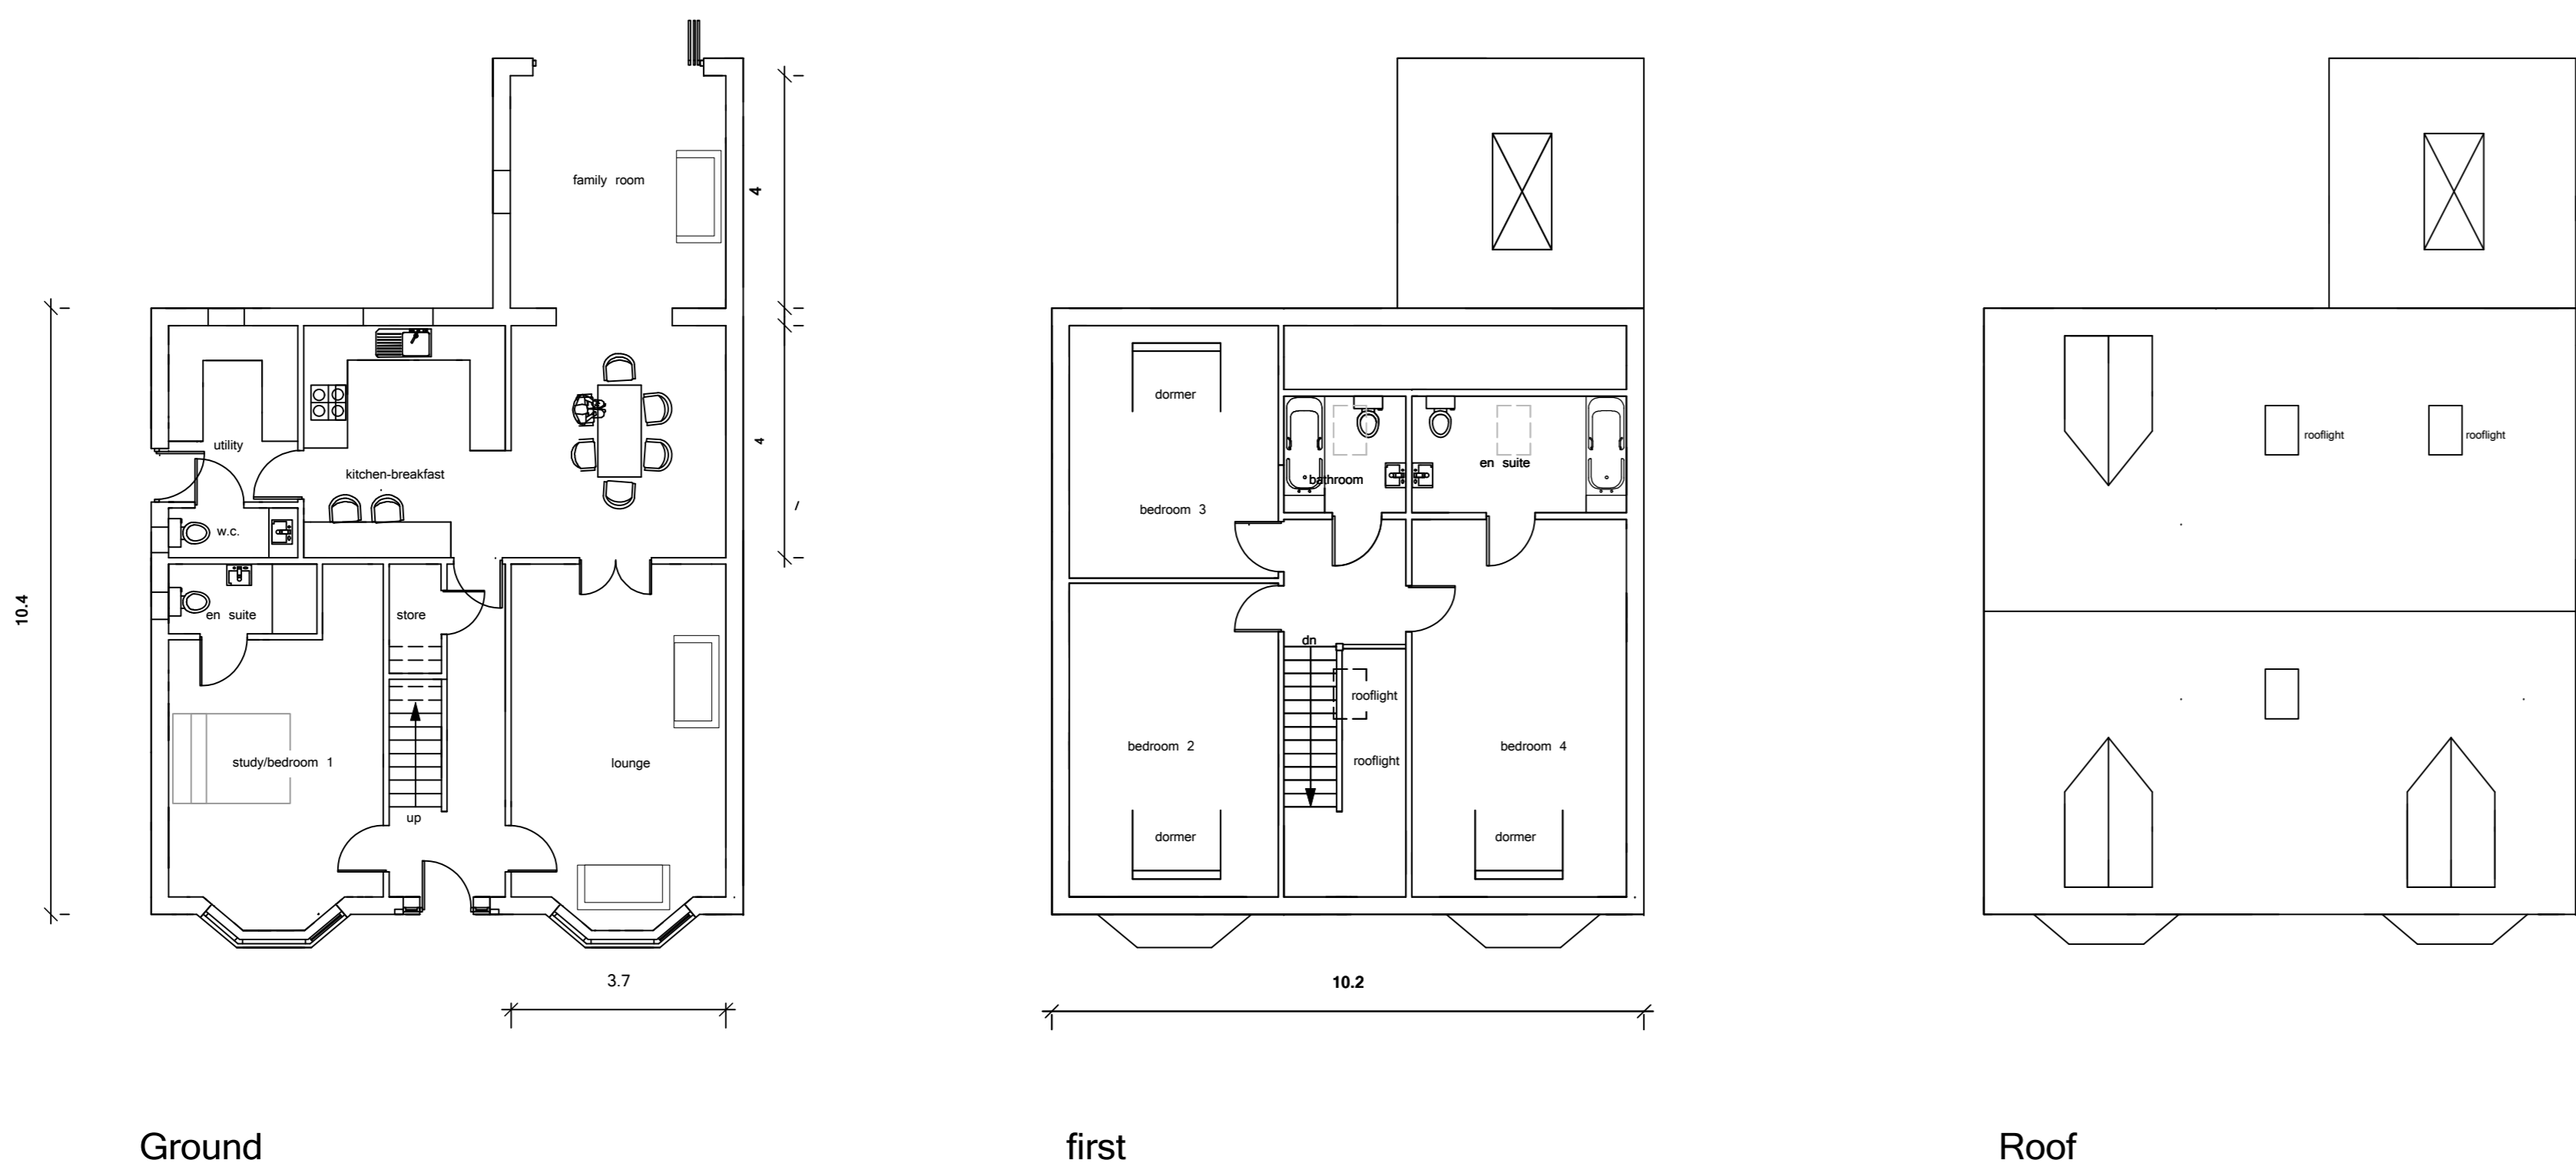 family room
4
10.4
4
utility
kitchen-breakfast
w.c.
en suite
store
study/bedroom 1
lounge
up
3.7
Ground
dormer
bathroom
en suite
bedroom 3
dn
rooflight
bedroom 2
bedroom 4
rooflight
dormer
dormer
10.2
first
rooflight
rooflight
Roof